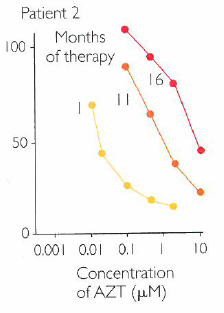 Patient 2
100
Months
of therapy
16
1
11
50
0
0.001 0.01 0.1 1 10
Concentration
of AZT (μM)